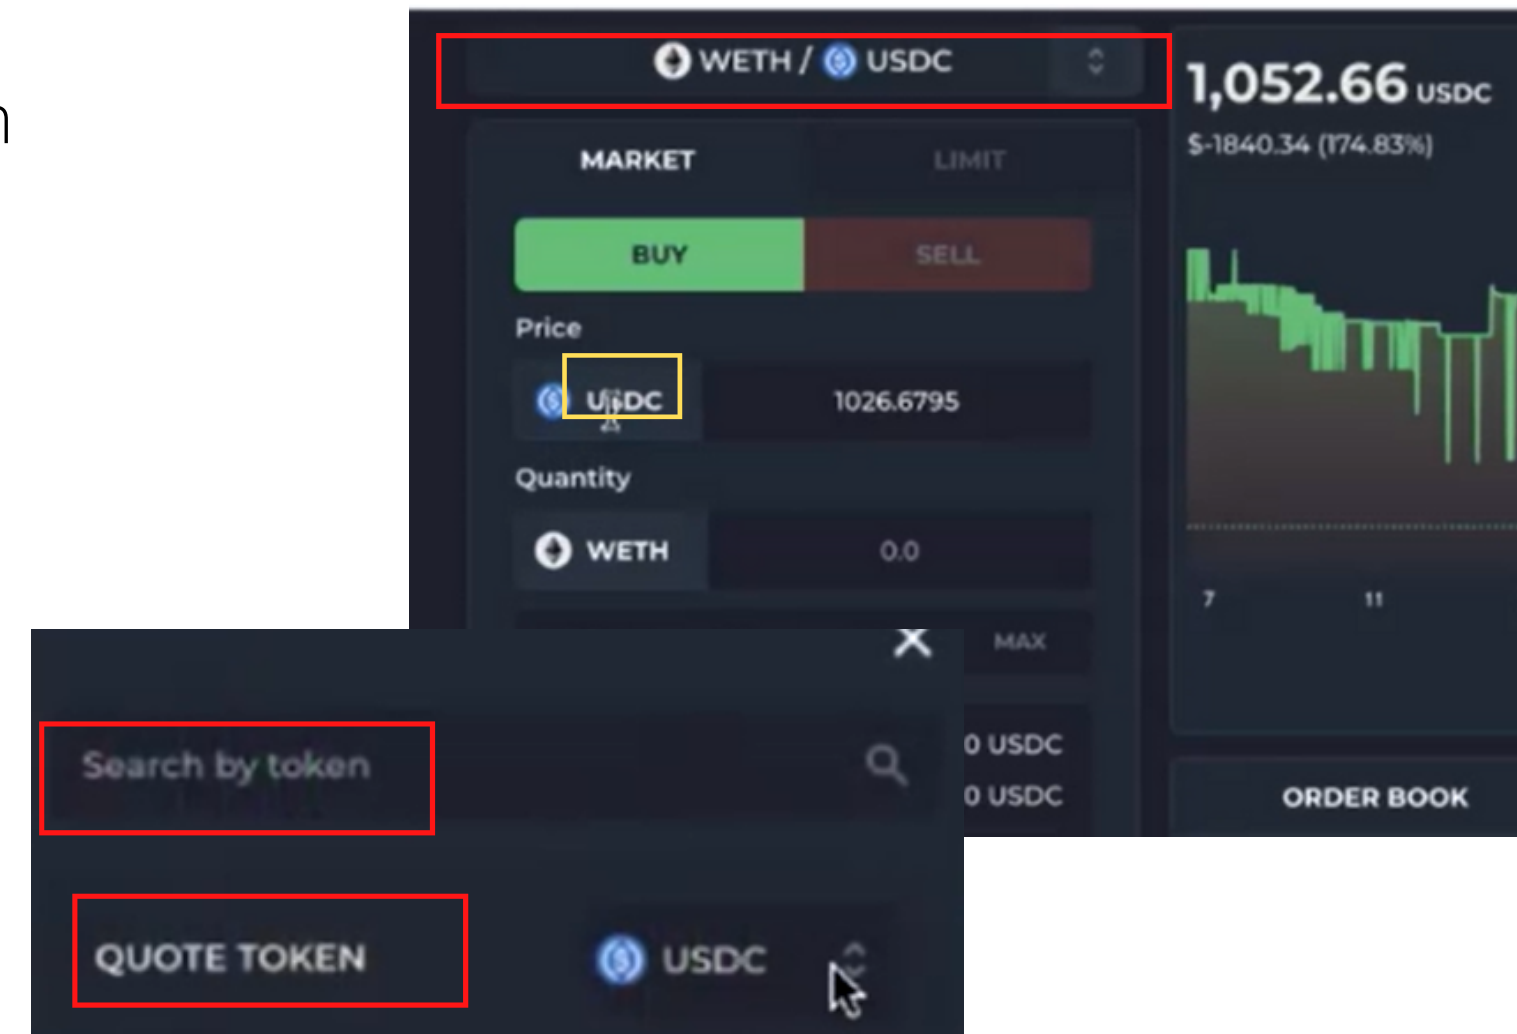 WETH / USDC
1,052.66 USDC
$-1840.34 (174.83%)
MARKET LIMIT
BUY SELL
Price
USDC 1026.6795
Quantity
WETH 0.0
MAX
0 USDC
0 USDC
7 11
ORDER BOOK
Search by token
QUOTE TOKEN USDC